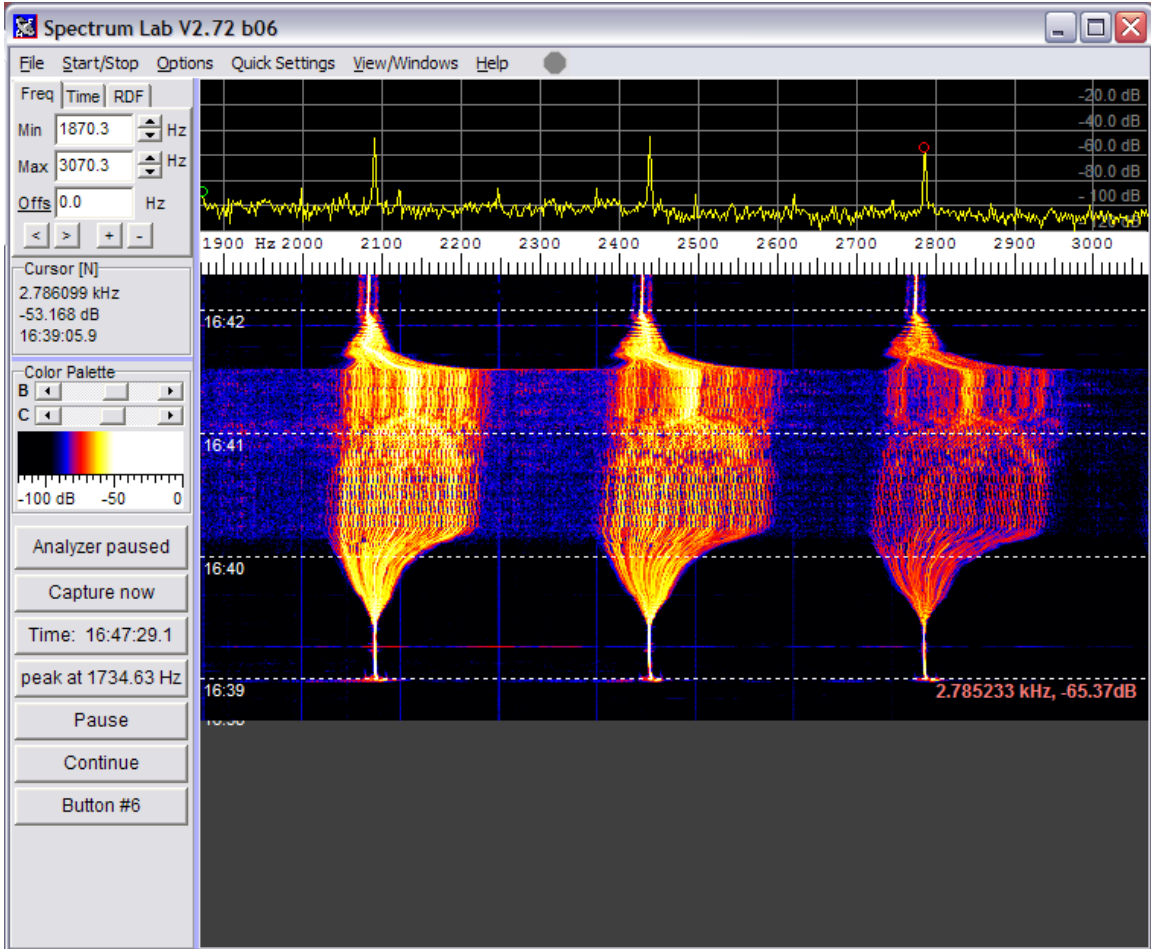 Spectrum Lab V2.72 b06
File Start/Stop Options Quick Settings View/Windows Help
Freq Time RDF
Min 1870.3 Hz
Max 3070.3 Hz
Offs 0.0 Hz
< > + -
Cursor [N]
2.786099 kHz
-53.168 dB
16:39:05.9
Color Palette
B
C
-100 dB -50 0
Analyzer paused
Capture now
Time: 16:47:29.1
peak at 1734.63 Hz
Pause
Continue
Button #6
-20.0 dB
-40.0 dB
-60.0 dB
-80.0 dB
-100 dB
1900 Hz 2000 2100 2200 2300 2400 2500 2600 2700 2800 2900 3000
16:42
16:41
16:40
16:39
2.785233 kHz, -65.37dB